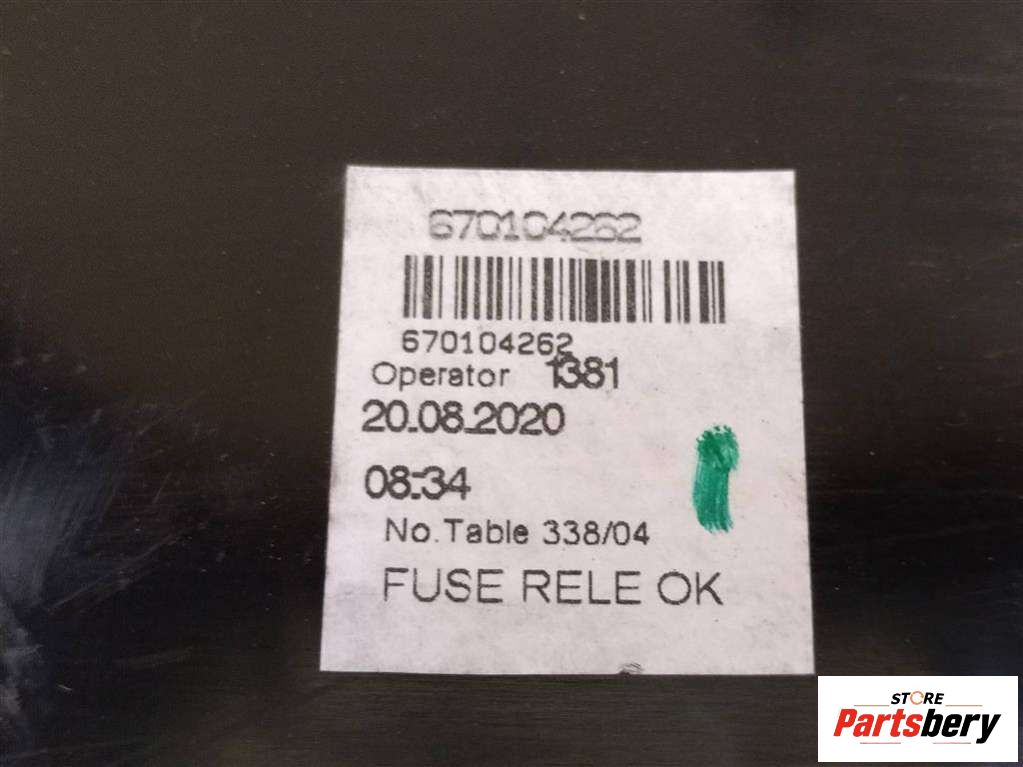 670104262
670104262
Operator 1381
20.08.2020
08:34
No.Table 338/04
FUSE RELE OK
STORE
Partsbery